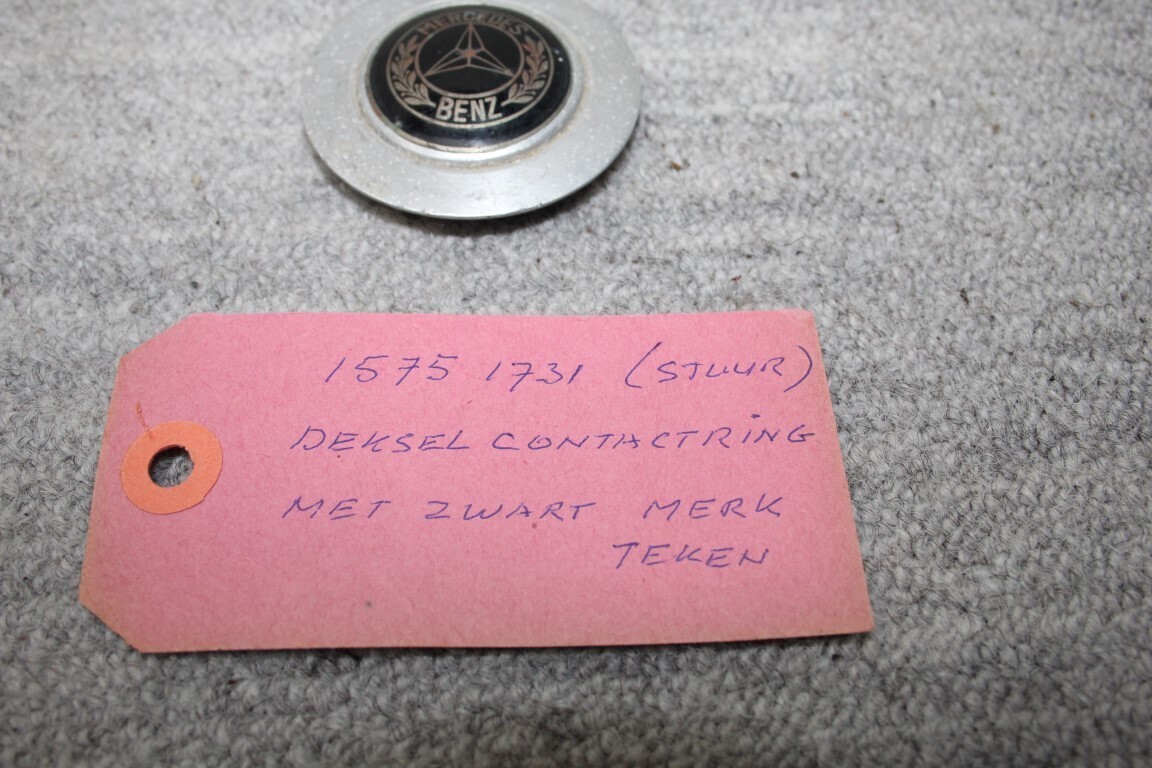 MERCEDES
BENZ
1575 1731 (STUUR)
DEKSEL CONTACTRING
MET ZWART MERK
TEKEN